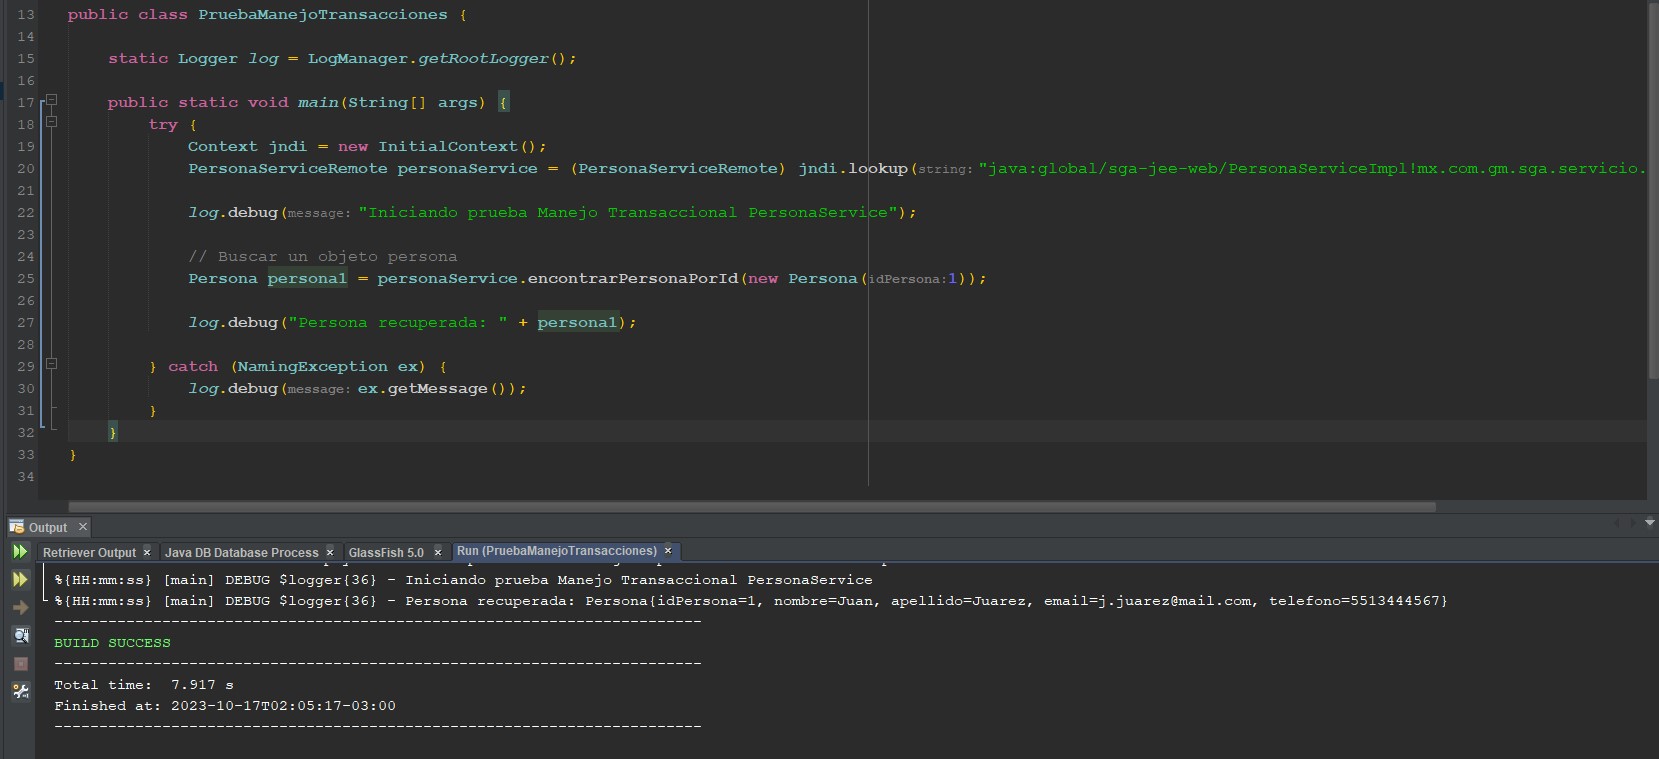 13 public class PruebaManejoTransacciones {
14
15 static Logger log = LogManager.getRootLogger();
16
17 public static void main(String[] args) {
18 try {
19 Context jndi = new InitialContext();
20 PersonaServiceRemote personaService = (PersonaServiceRemote) jndi.lookup(string: "java:global/sga-jee-web/PersonaServiceImpl!mx.com.gm.sga.servicio.
21
22 log.debug(message: "Iniciando prueba Manejo Transaccional PersonaService");
23
24 // Buscar un objeto persona
25 Persona persona1 = personaService.encontrarPersonaPorId(new Persona(idPersona:1));
26
27 log.debug("Persona recuperada: " + persona1);
28
29 } catch (NamingException ex) {
30 log.debug(message: ex.getMessage());
31 }
32 }
33 }
34
Output
Retriever Output Java DB Database Process GlassFish 5.0 Run (PruebaManejoTransacciones)
%{HH:mm:ss} [main] DEBUG $logger{36} - Iniciando prueba Manejo Transaccional PersonaService
%{HH:mm:ss} [main] DEBUG $logger{36} - Persona recuperada: Persona{idPersona=1, nombre=Juan, apellido=Juarez, email=j.juarez@mail.com, telefono=5513444567}
------------------------------------------------------------------------
BUILD SUCCESS
------------------------------------------------------------------------
Total time: 7.917 s
Finished at: 2023-10-17T02:05:17-03:00
------------------------------------------------------------------------